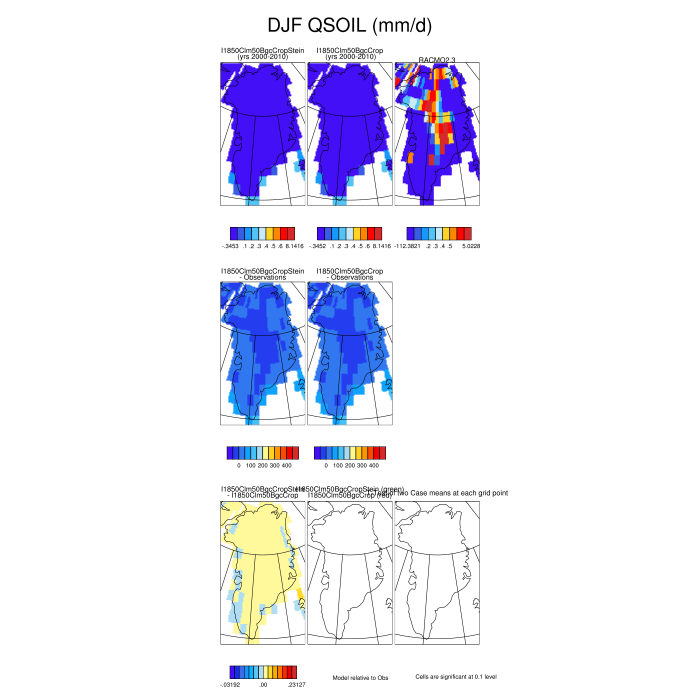 DJF QSOIL (mm/d)
I1850Clm50BgcCropStein
(yrs 2000-2010)
I1850Clm50BgcCrop
(yrs 2000-2010)
RACMO2.3
-.3453 .1 .2 .3 .4 .5 .6 8.1416
-.3452 .1 .2 .3 .4 .5 .6 8.1416
-112.3821 .2 .3 .4 .5 5.0228
I1850Clm50BgcCropStein
- Observations
I1850Clm50BgcCrop
- Observations
0 100 200 300 400
0 100 200 300 400
I1850Clm50BgcCropStein
- I1850Clm50BgcCrop
I1850Clm50BgcCropStein (green)
I1850Clm50BgcCrop (red)
of two Case means at each grid point
-.03192 .00 .23127
Model relative to Obs
Cells are significant at 0.1 level